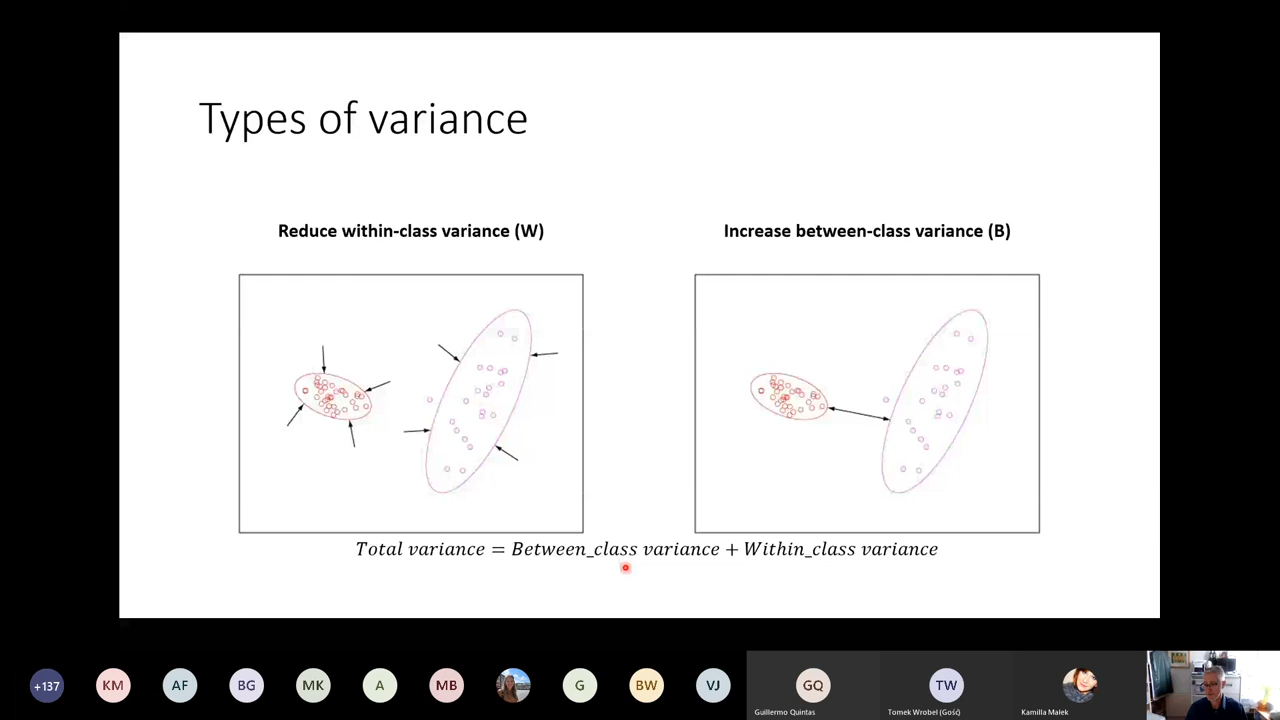 Types of variance
Reduce within-class variance (W)
Increase between-class variance (B)
Total variance = Between_class variance + Within_class variance
+137
KM
AF
BG
MK
A
MB
G
BW
VJ
GQ
TW
Guillermo Quintas
Tomek Wrobel (Gość)
Kamilla Małek